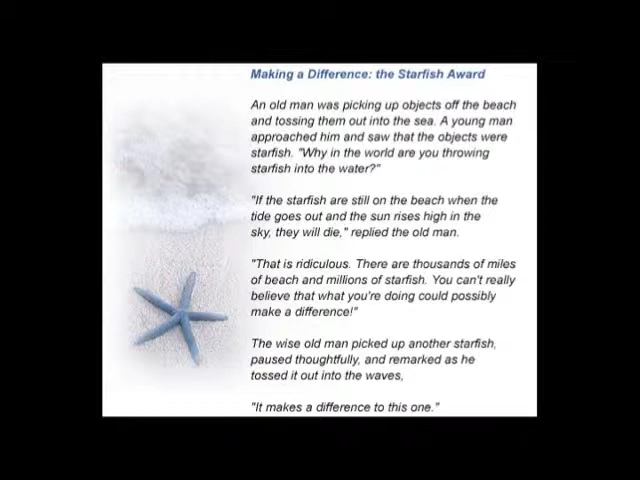 Making a Difference: the Starfish Award
An old man was picking up objects off the beach
and tossing them out into the sea. A young man
approached him and saw that the objects were
starfish. "Why in the world are you throwing
starfish into the water?"
"If the starfish are still on the beach when the
tide goes out and the sun rises high in the
sky, they will die," replied the old man.
"That is ridiculous. There are thousands of miles
of beach and millions of starfish. You can't really
believe that what you're doing could possibly
make a difference!"
The wise old man picked up another starfish,
paused thoughtfully, and remarked as he
tossed it out into the waves,
"It makes a difference to this one."